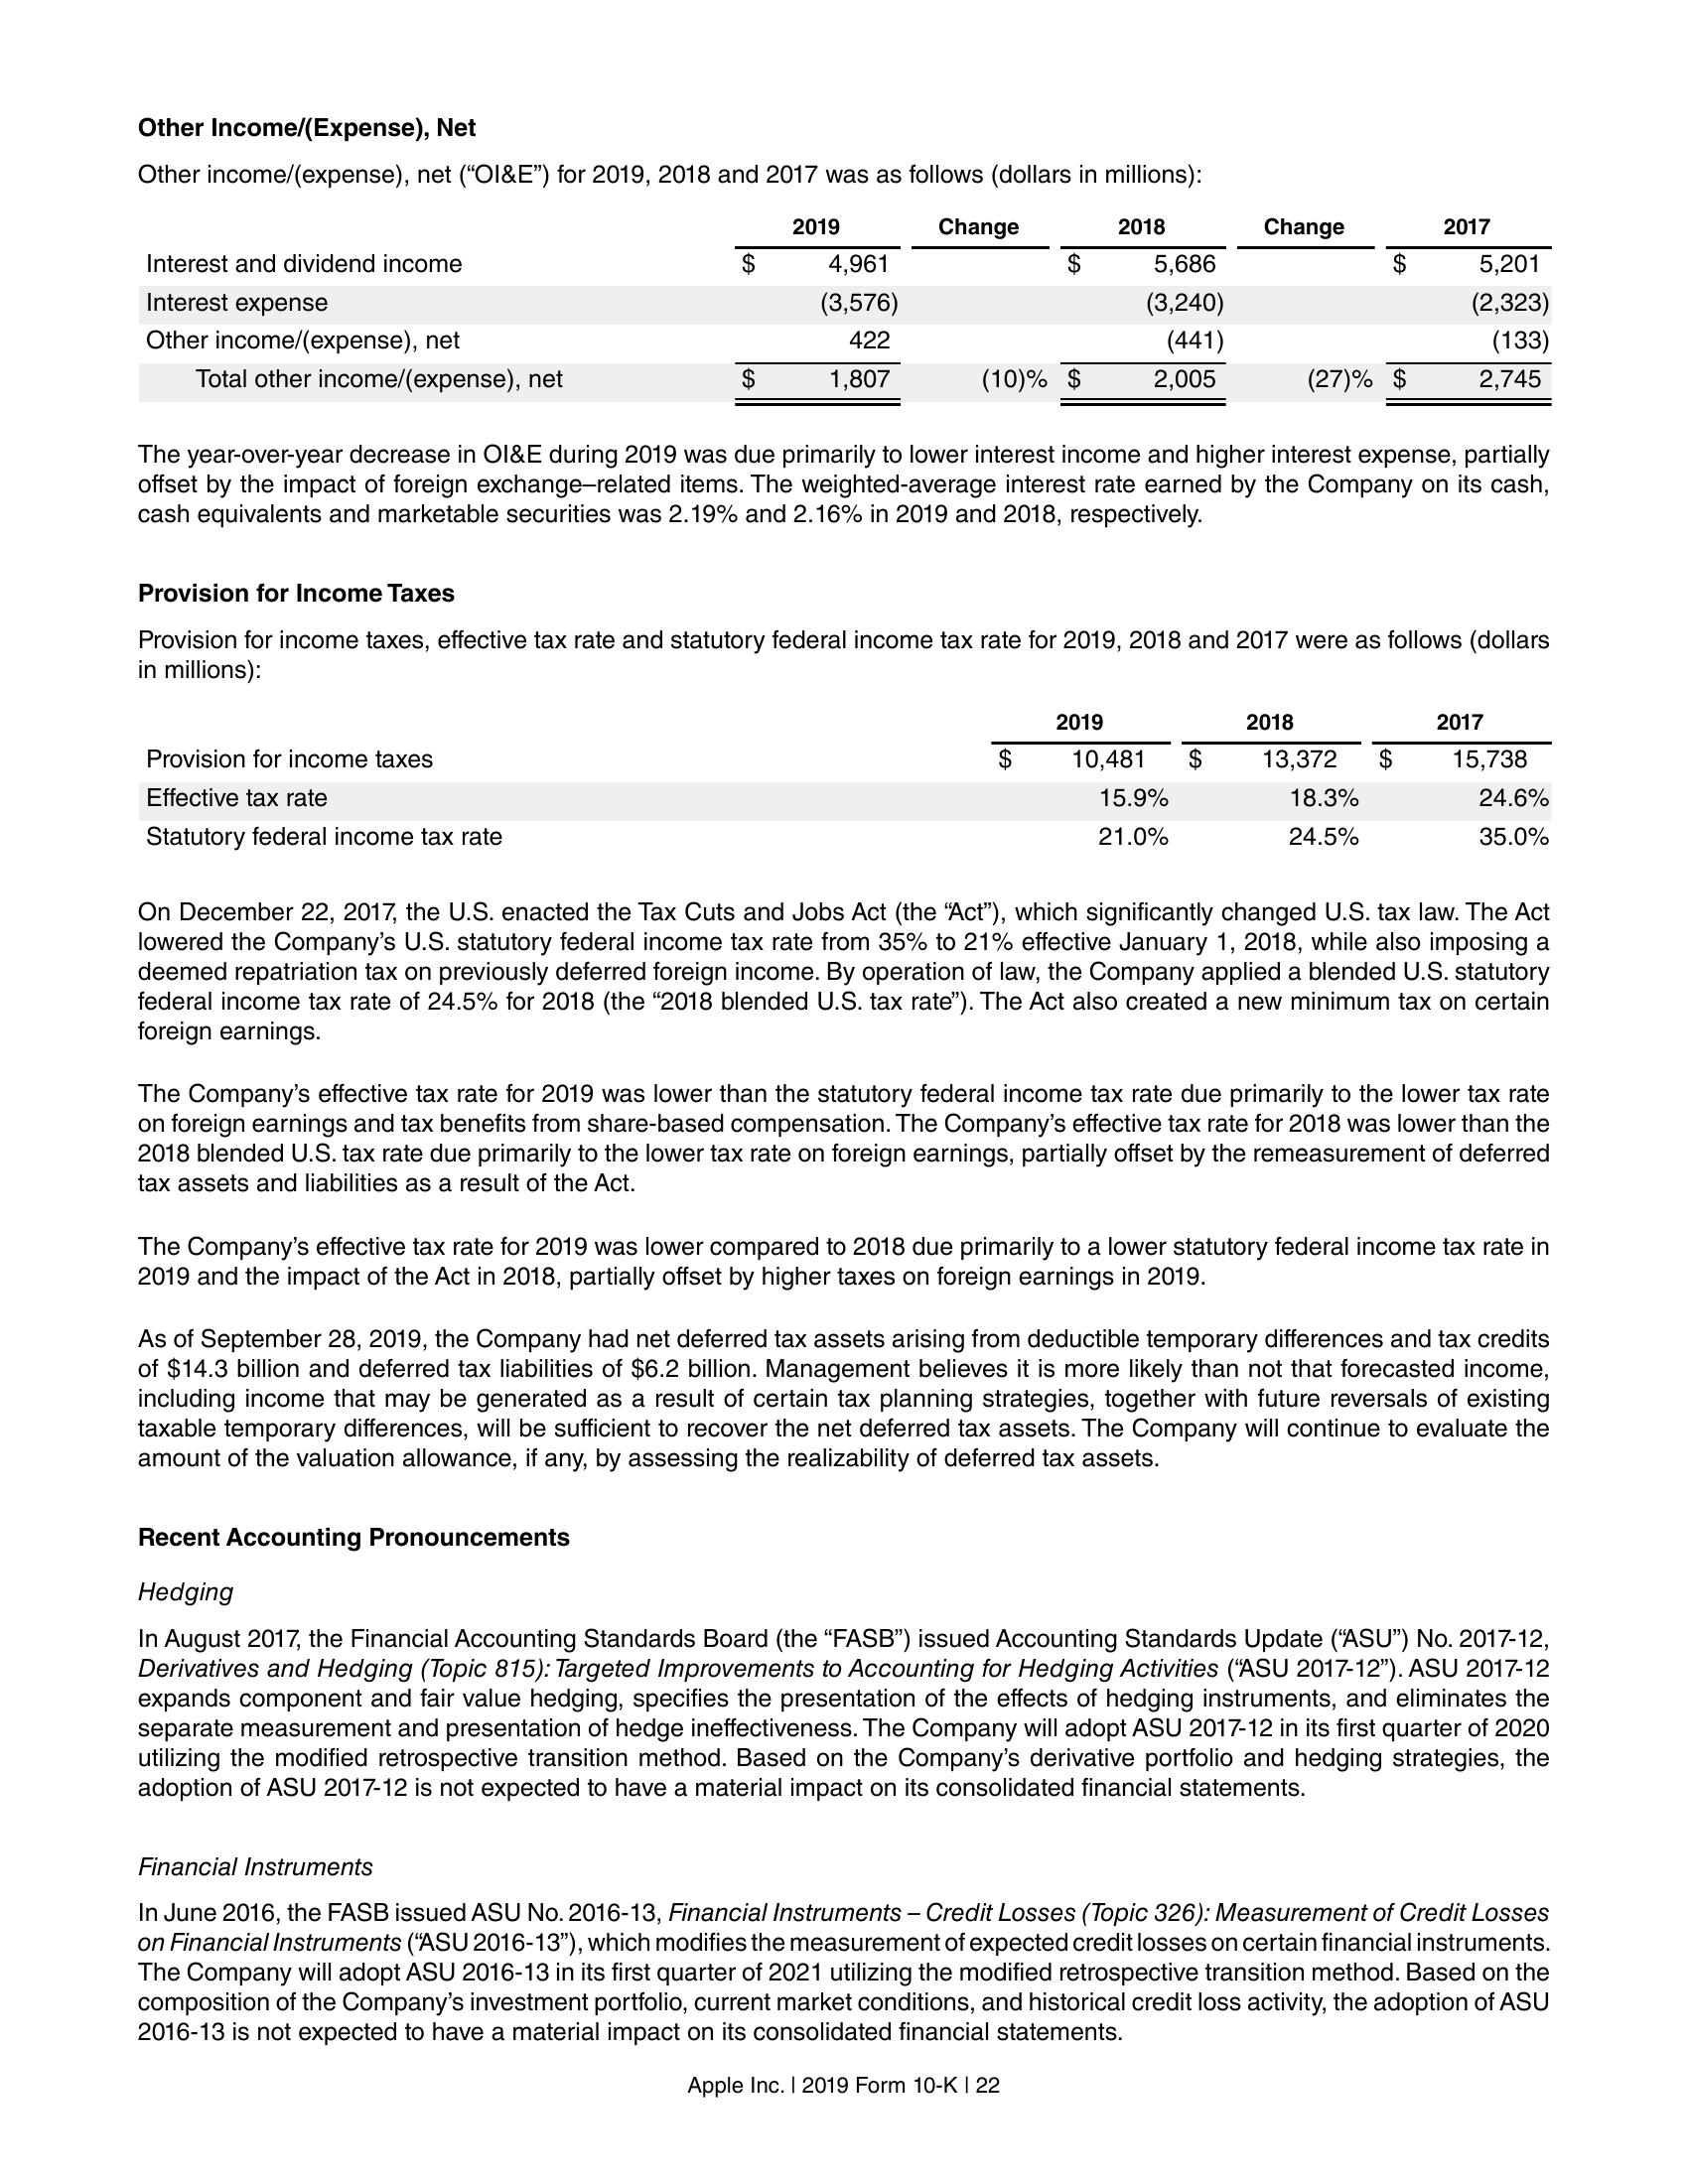 Other Income/(Expense), Net
Other income/(expense), net (“OI&E”) for 2019, 2018 and 2017 was as follows (dollars in millions):
2019 Change 2018 Change 2017
Interest and dividend income $ 4,961 $ 5,686 $ 5,201
Interest expense (3,576) (3,240) (2,323)
Other income/(expense), net 422 (441) (133)
Total other income/(expense), net $ 1,807 (10)% $ 2,005 (27)% $ 2,745
The year-over-year decrease in OI&E during 2019 was due primarily to lower interest income and higher interest expense, partially
offset by the impact of foreign exchange–related items. The weighted-average interest rate earned by the Company on its cash,
cash equivalents and marketable securities was 2.19% and 2.16% in 2019 and 2018, respectively.
Provision for Income Taxes
Provision for income taxes, effective tax rate and statutory federal income tax rate for 2019, 2018 and 2017 were as follows (dollars
in millions):
2019 2018 2017
Provision for income taxes $ 10,481 $ 13,372 $ 15,738
Effective tax rate 15.9% 18.3% 24.6%
Statutory federal income tax rate 21.0% 24.5% 35.0%
On December 22, 2017, the U.S. enacted the Tax Cuts and Jobs Act (the “Act”), which significantly changed U.S. tax law. The Act
lowered the Company’s U.S. statutory federal income tax rate from 35% to 21% effective January 1, 2018, while also imposing a
deemed repatriation tax on previously deferred foreign income. By operation of law, the Company applied a blended U.S. statutory
federal income tax rate of 24.5% for 2018 (the “2018 blended U.S. tax rate”). The Act also created a new minimum tax on certain
foreign earnings.
The Company’s effective tax rate for 2019 was lower than the statutory federal income tax rate due primarily to the lower tax rate
on foreign earnings and tax benefits from share-based compensation. The Company’s effective tax rate for 2018 was lower than the
2018 blended U.S. tax rate due primarily to the lower tax rate on foreign earnings, partially offset by the remeasurement of deferred
tax assets and liabilities as a result of the Act.
The Company’s effective tax rate for 2019 was lower compared to 2018 due primarily to a lower statutory federal income tax rate in
2019 and the impact of the Act in 2018, partially offset by higher taxes on foreign earnings in 2019.
As of September 28, 2019, the Company had net deferred tax assets arising from deductible temporary differences and tax credits
of $14.3 billion and deferred tax liabilities of $6.2 billion. Management believes it is more likely than not that forecasted income,
including income that may be generated as a result of certain tax planning strategies, together with future reversals of existing
taxable temporary differences, will be sufficient to recover the net deferred tax assets. The Company will continue to evaluate the
amount of the valuation allowance, if any, by assessing the realizability of deferred tax assets.
Recent Accounting Pronouncements
Hedging
In August 2017, the Financial Accounting Standards Board (the “FASB”) issued Accounting Standards Update (“ASU”) No. 2017-12,
Derivatives and Hedging (Topic 815): Targeted Improvements to Accounting for Hedging Activities (“ASU 2017-12”). ASU 2017-12
expands component and fair value hedging, specifies the presentation of the effects of hedging instruments, and eliminates the
separate measurement and presentation of hedge ineffectiveness. The Company will adopt ASU 2017-12 in its first quarter of 2020
utilizing the modified retrospective transition method. Based on the Company’s derivative portfolio and hedging strategies, the
adoption of ASU 2017-12 is not expected to have a material impact on its consolidated financial statements.
Financial Instruments
In June 2016, the FASB issued ASU No. 2016-13, Financial Instruments – Credit Losses (Topic 326): Measurement of Credit Losses
on Financial Instruments (“ASU 2016-13”), which modifies the measurement of expected credit losses on certain financial instruments.
The Company will adopt ASU 2016-13 in its first quarter of 2021 utilizing the modified retrospective transition method. Based on the
composition of the Company’s investment portfolio, current market conditions, and historical credit loss activity, the adoption of ASU
2016-13 is not expected to have a material impact on its consolidated financial statements.
Apple Inc. | 2019 Form 10-K | 22